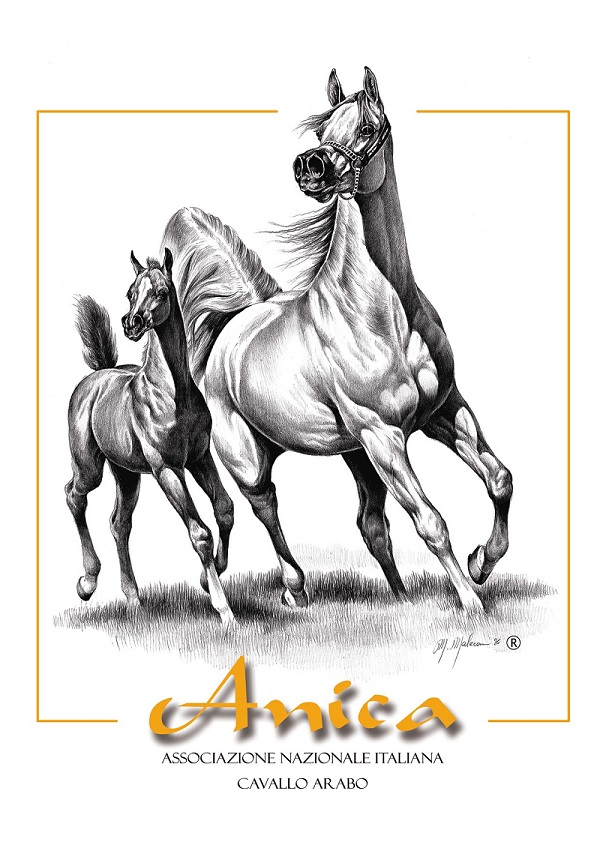 ®
Anica
ASSOCIAZIONE NAZIONALE ITALIANA
CAVALLO ARABO